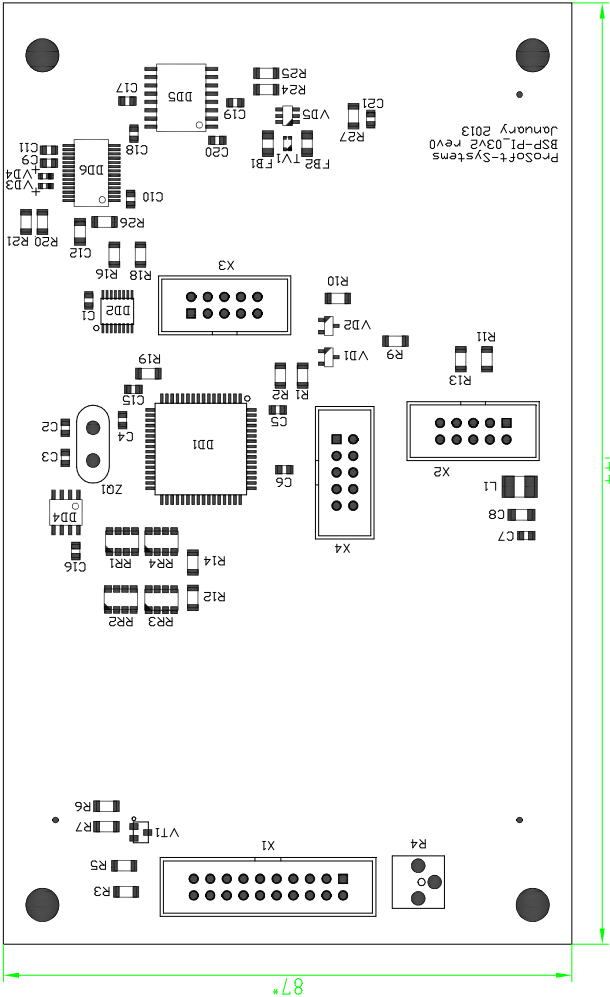 R25
C17
DD5
R24
C19
VD5
C21
R27
C18
C20
FB1
TV1
FB2
January 2013
BSP-PI_03v2 rev0
ProSoft-Systems
C11
C9
VD4
+
VD3
+
DD6
C10
R21
R20
C12
R26
R16
R18
X3
R10
C1
DD2
VD2
R9
R11
VD1
R13
R19
R2
R1
C15
C5
C2
C4
DD1
C3
C6
X2
ZQ1
L1
DD4
C8
C7
X4
C16
RR1
RR4
R14
RR2
RR3
R12
R6
R7
VT1
X1
R4
R5
R3
87*